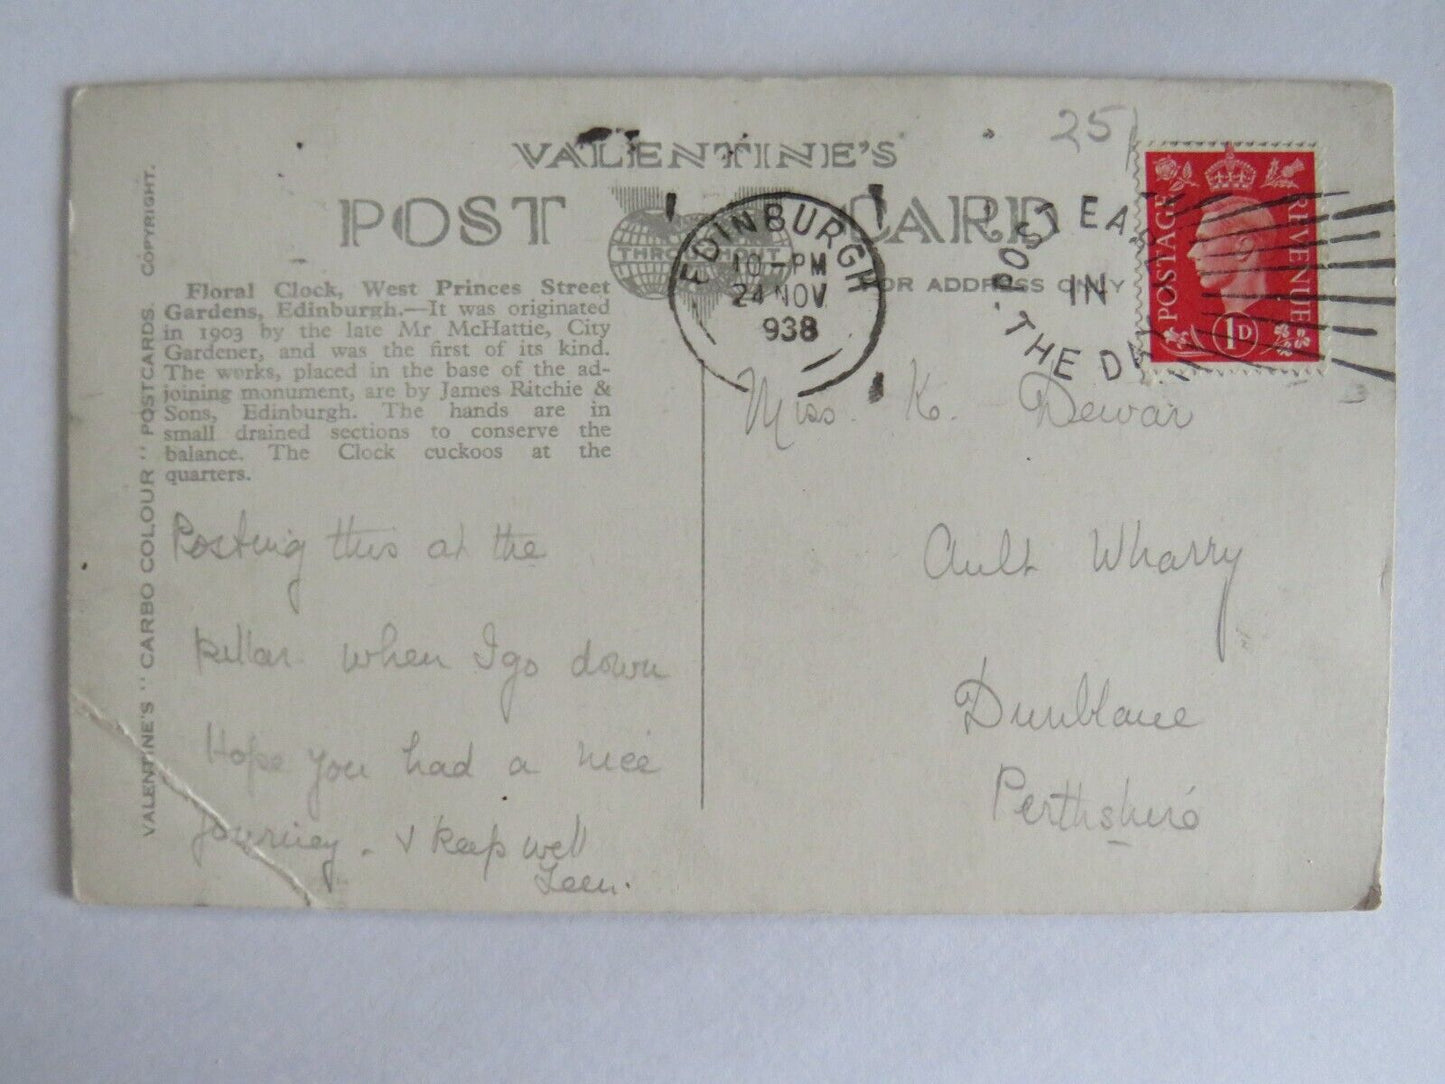 VALENTINE'S
POST CARD
FOR ADDRESS ONLY
THROUGHOUT
EDINBURGH
10-PM
24 NOV
938
POST EA
IN
THE DA
POSTAGE
REVENUE
1D
25
VALENTINE'S "CARBO COLOUR" POSTCARDS. COPYRIGHT.
Floral Clock, West Princes Street
Gardens, Edinburgh.—It was originated
in 1903 by the late Mr McHattie, City
Gardener, and was the first of its kind.
The works, placed in the base of the ad-
joining monument, are by James Ritchie &
Sons, Edinburgh. The hands are in
small drained sections to conserve the
balance. The Clock cuckoos at the
quarters.
Posting this at the
pillar when I go down
Hope you had a nice
journey. & keep well
Miss. K. Dewar
Ault Wharry
Dunblane
Perthshire